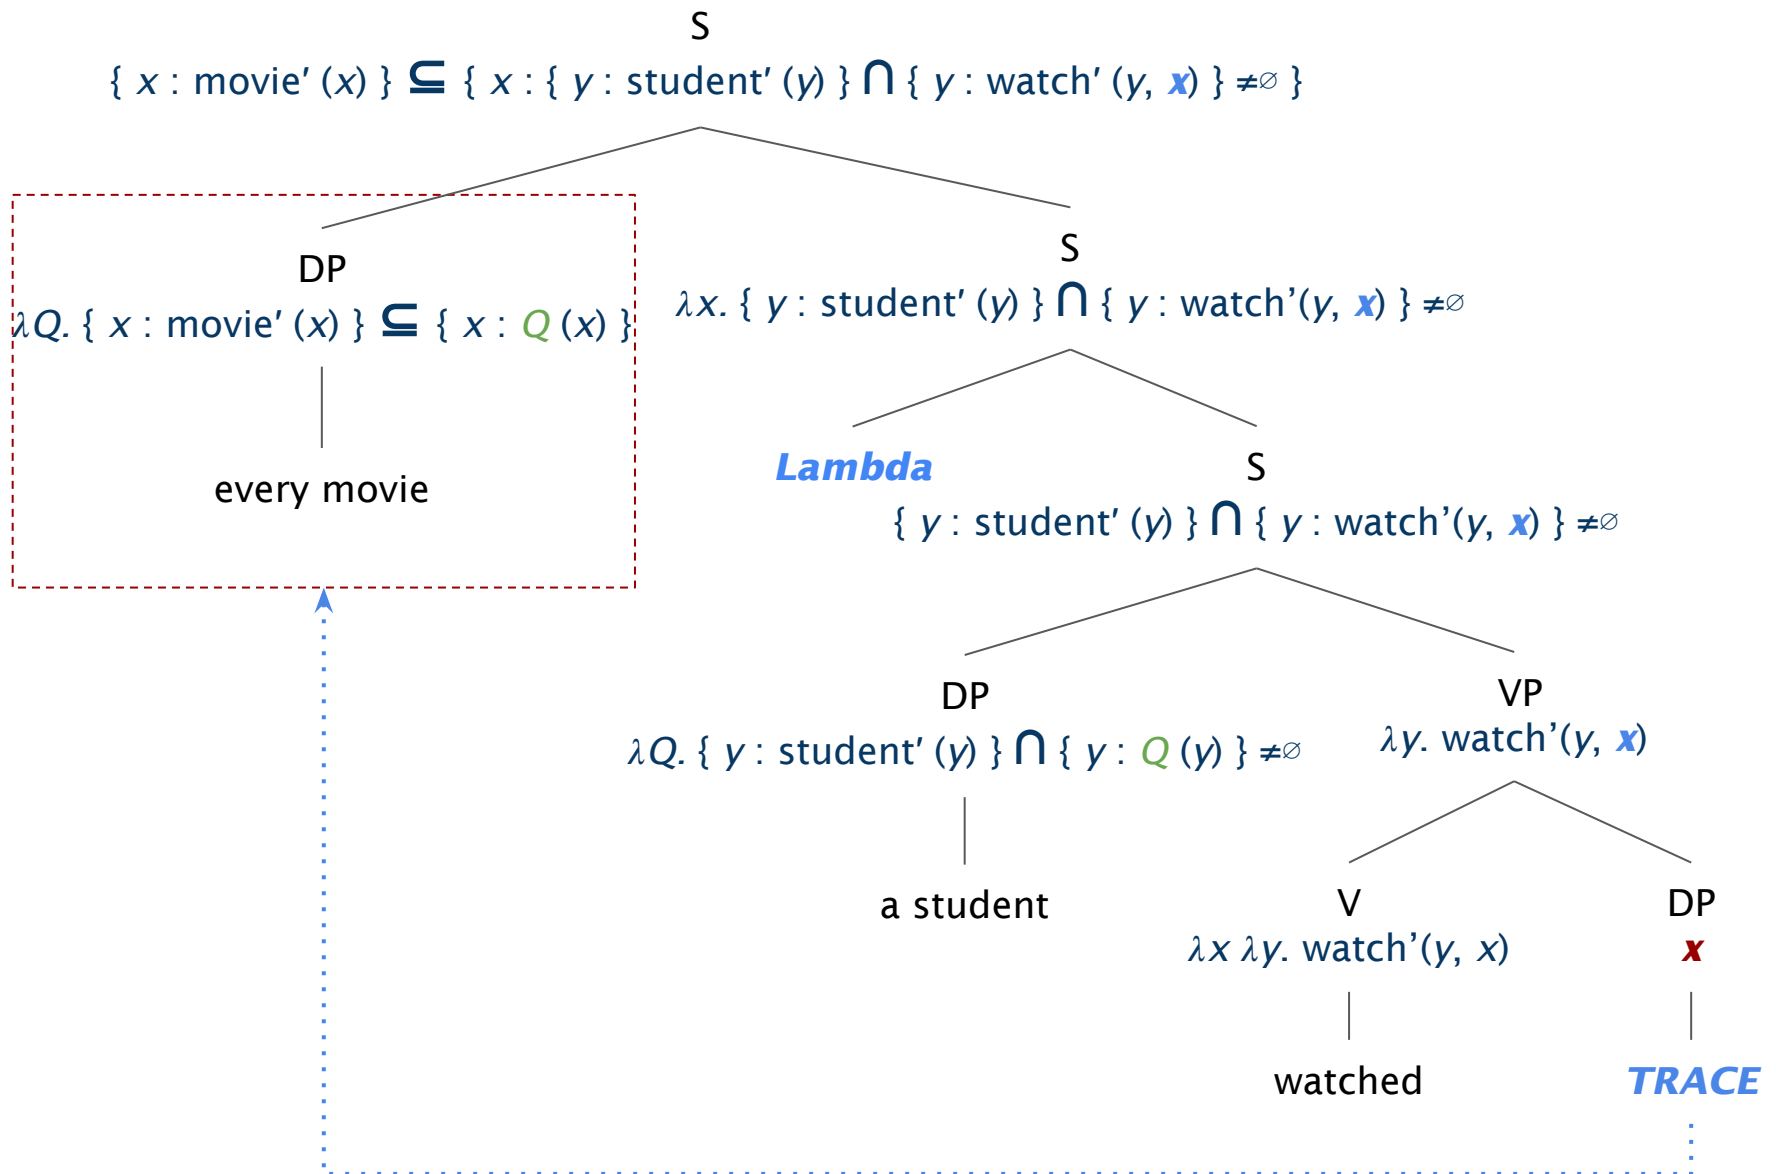 S
{ x : movie′ (x) } ⊆ { x : { y : student′ (y) } ∩ { y : watch′ (y, x) } ≠∅ }
DP
λQ. { x : movie′ (x) } ⊆ { x : Q (x) }
every movie
S
λx. { y : student′ (y) } ∩ { y : watch’(y, x) } ≠∅
Lambda
S
{ y : student′ (y) } ∩ { y : watch’(y, x) } ≠∅
DP
λQ. { y : student′ (y) } ∩ { y : Q (y) } ≠∅
a student
VP
λy. watch’(y, x)
V
λx λy. watch’(y, x)
watched
DP
x
TRACE